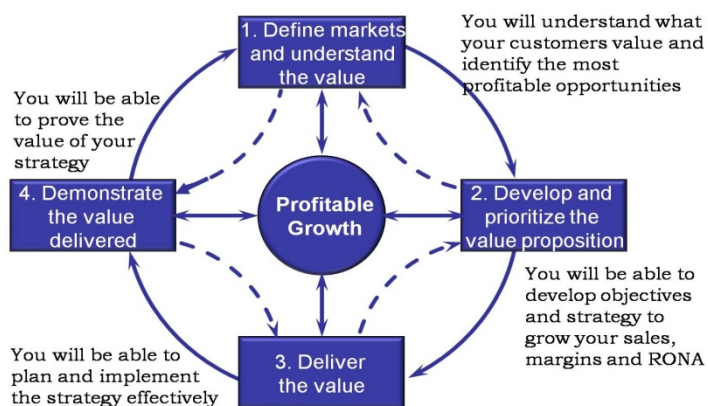 1. Define markets
and understand
the value
You will understand what
your customers value and
identify the most
profitable opportunities
You will be able
to prove the
value of your
strategy
4. Demonstrate
the value
delivered
Profitable
Growth
2. Develop and
prioritize the
value proposition
You will be able to
develop objectives
and strategy to
grow your sales,
margins and RONA
You will be able to
plan and implement
the strategy effectively
3. Deliver
the value